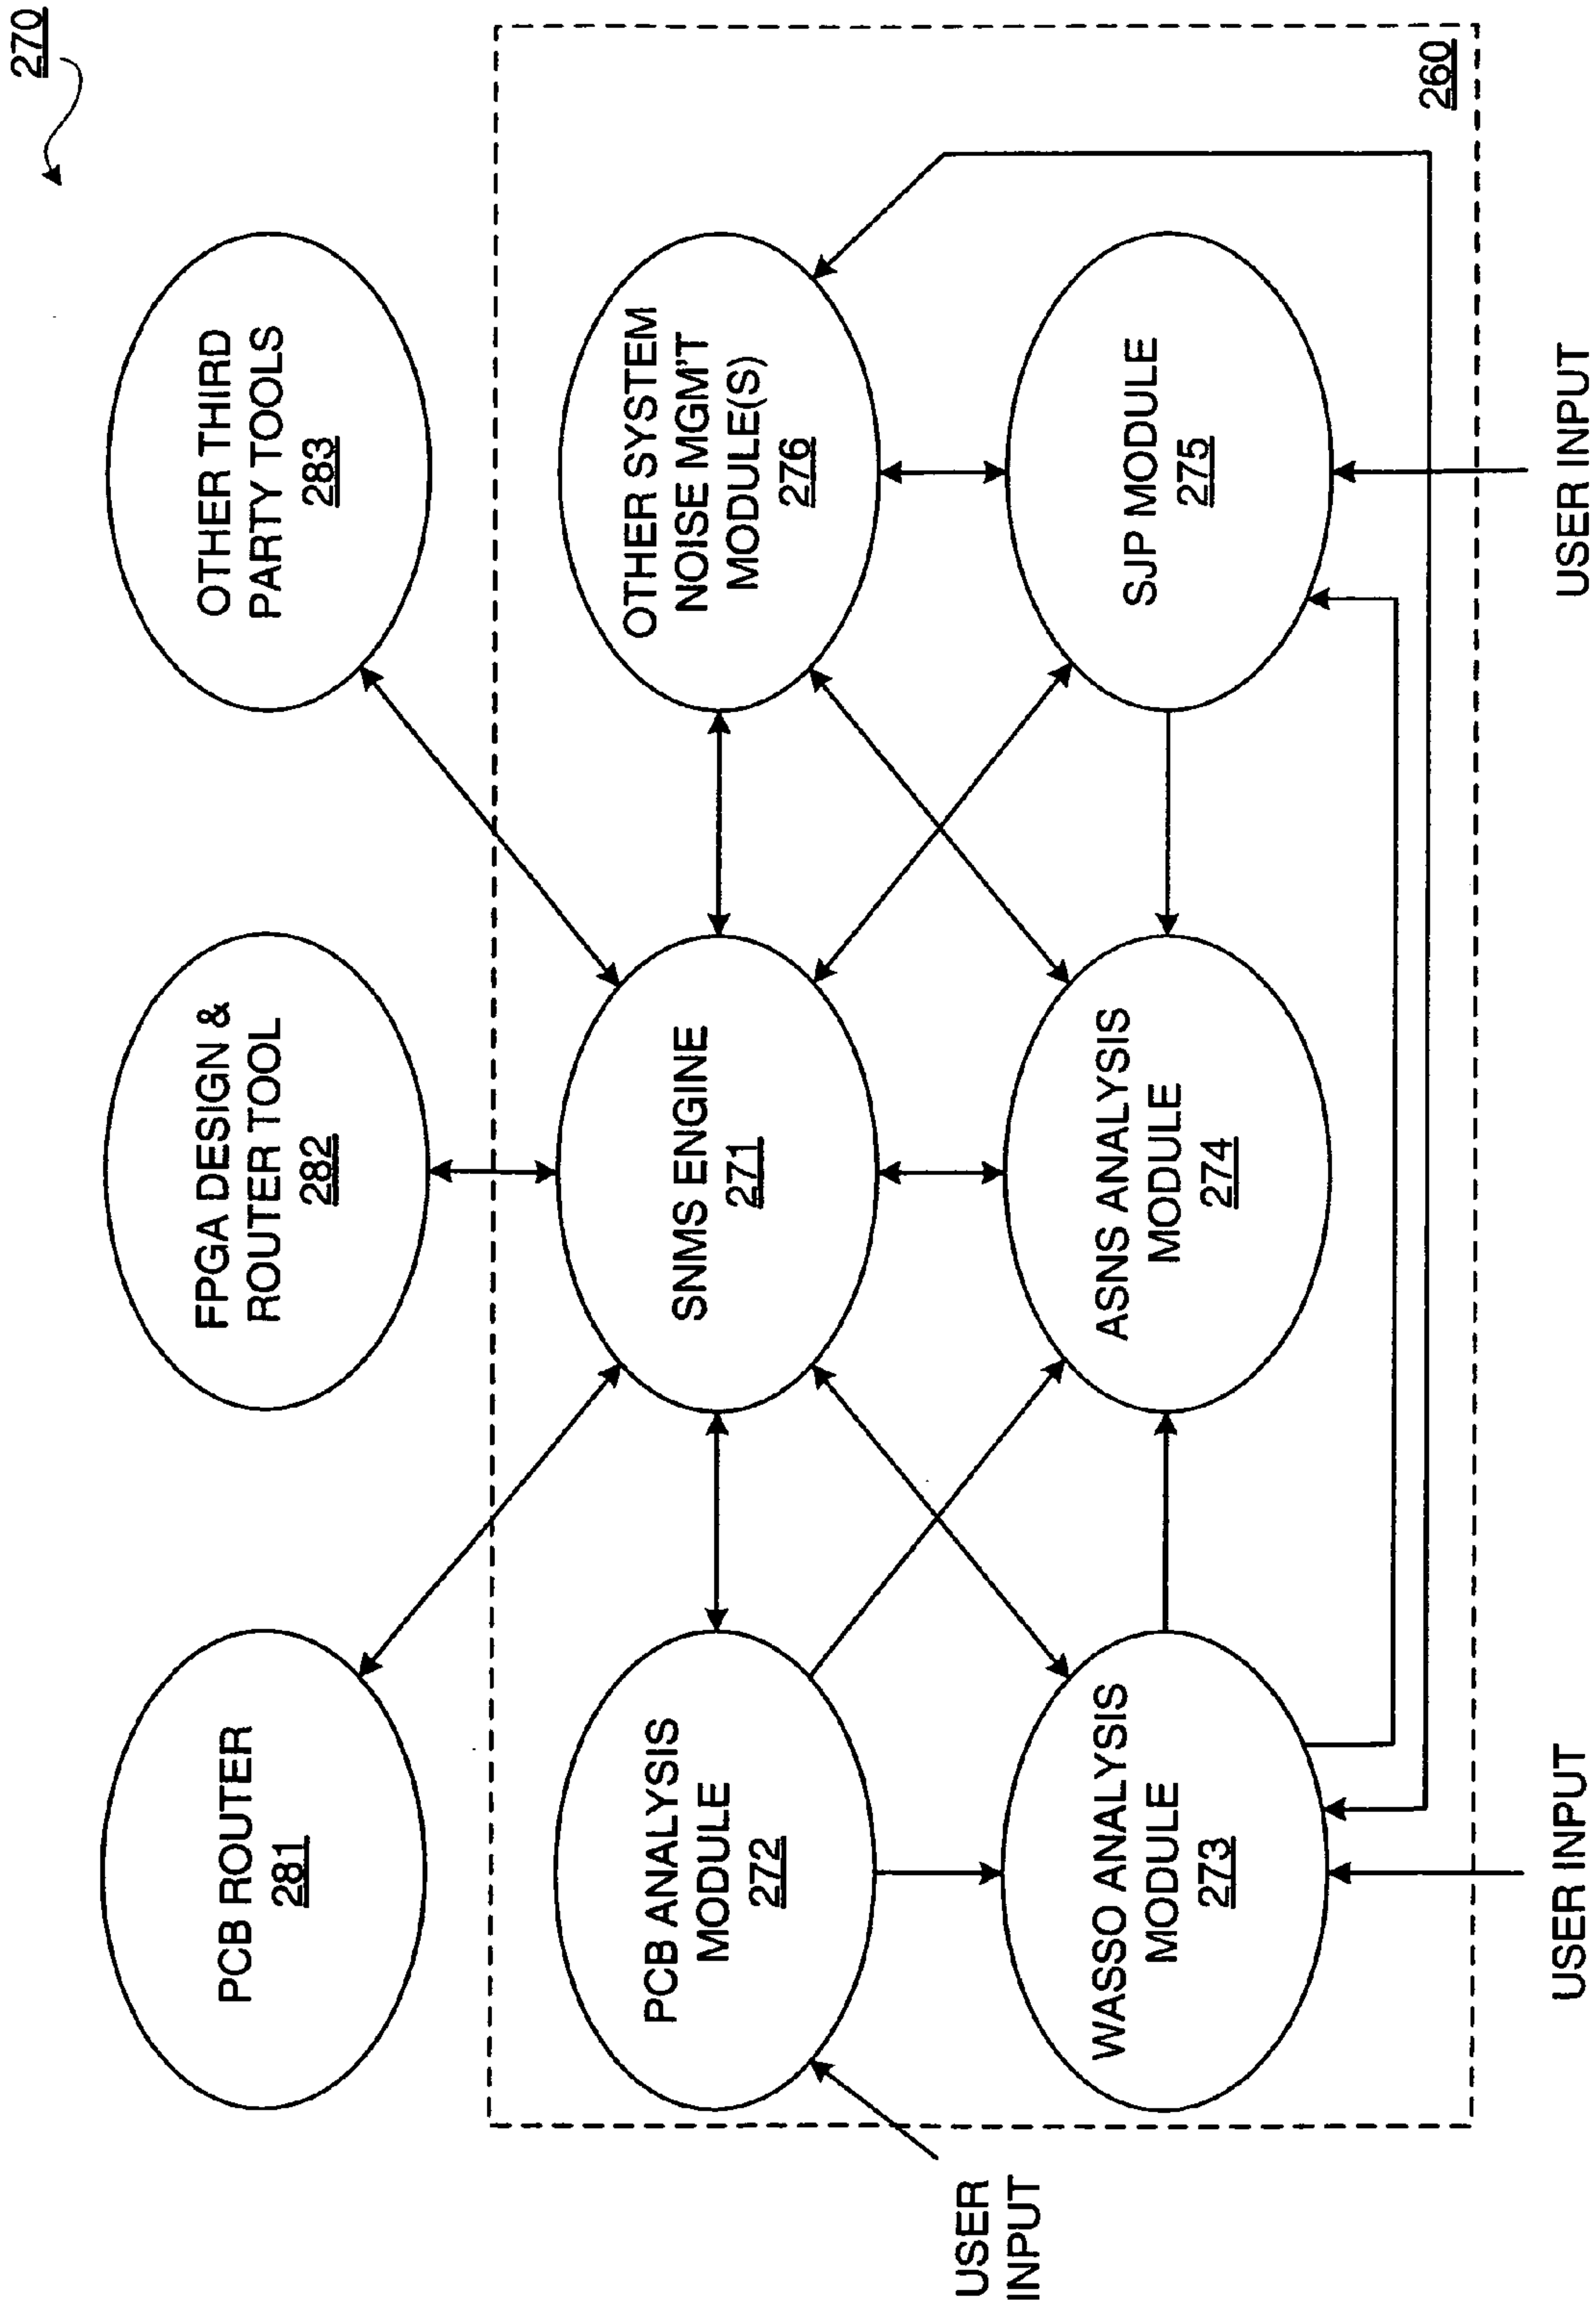 270
PCB ROUTER
281
FPGA DESIGN &
ROUTER TOOL
282
OTHER THIRD
PARTY TOOLS
283
PCB ANALYSIS
MODULE
272
SNMS ENGINE
271
OTHER SYSTEM
NOISE MGM'T
MODULE(S)
276
USER
INPUT
WASSO ANALYSIS
MODULE
273
ASNS ANALYSIS
MODULE
274
SJP MODULE
275
260
USER INPUT
USER INPUT